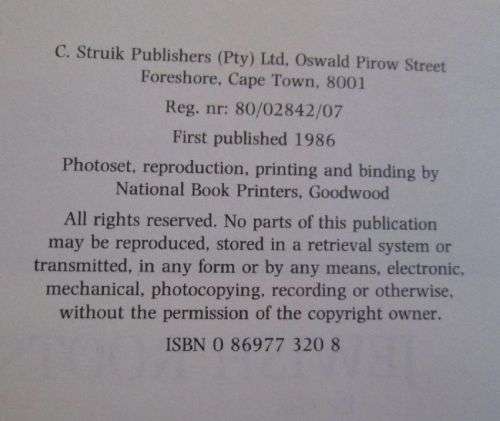 C. Struik Publishers (Pty) Ltd, Oswald Pirow Street
Foreshore, Cape Town, 8001
Reg. nr: 80/02842/07
First published 1986
Photoset, reproduction, printing and binding by
National Book Printers, Goodwood
All rights reserved. No parts of this publication
may be reproduced, stored in a retrieval system or
transmitted, in any form or by any means, electronic,
mechanical, photocopying, recording or otherwise,
without the permission of the copyright owner.
ISBN 0 86977 320 8